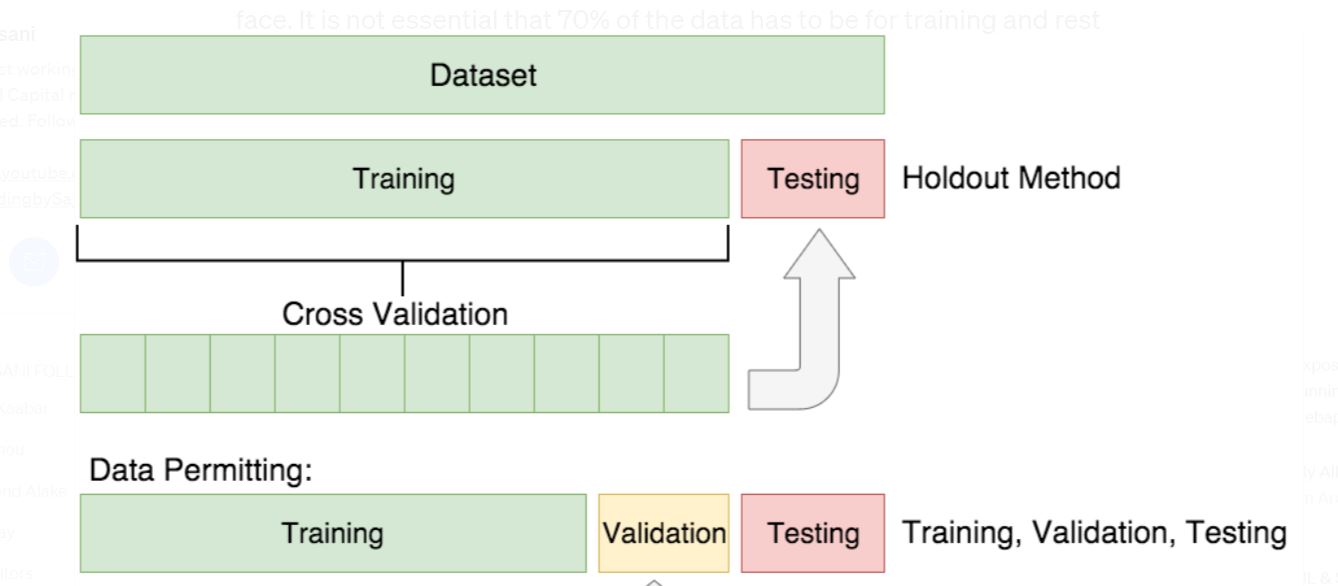 face. It is not essential that 70% of the data has to be for training and rest
sani
Dataset
Training
Testing
Holdout Method
Cross Validation
Data Permitting:
Training
Validation
Testing
Training, Validation, Testing